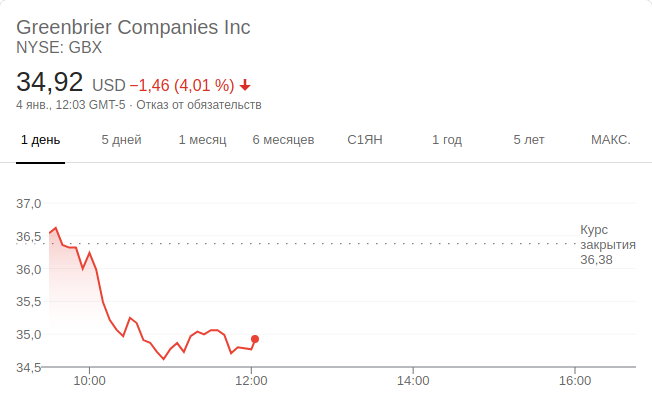 Greenbrier Companies Inc
NYSE: GBX
34,92 USD −1,46 (4,01 %)
4 янв., 12:03 GMT-5 · Отказ от обязательств
1 день 5 дней 1 месяц 6 месяцев С1ЯН 1 год 5 лет МАКС.
37,0
36,5
36,0
35,5
35,0
34,5
Курс
закрытия
36,38
10:00 12:00 14:00 16:00